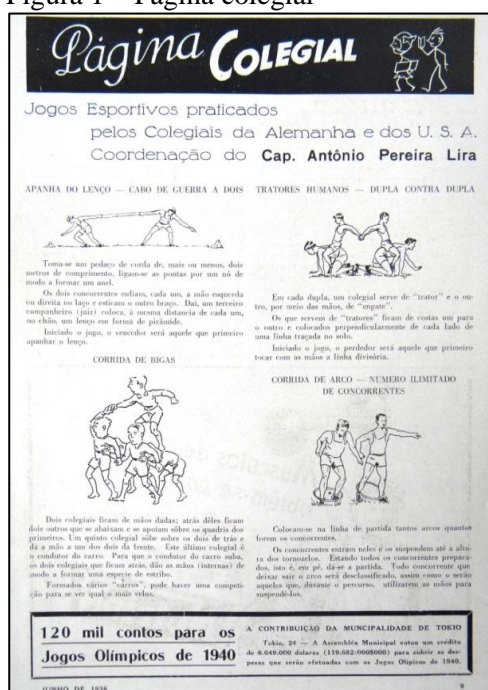 Figura 1 – Página colegial
Página COLEGIAL
Jogos Esportivos praticados
pelos Colegiais da Alemanha e dos U. S. A.
Coordenação do Cap. Antônio Pereira Lira
APANHA DO LENÇO — CABO DE GUERRA A DOIS
Toma-se um pedaço de corda de, mais ou menos, dois
metros de comprimento, ligam-se as pontas por um nó de
modo a formar um anel.
Os dois concorrentes enfiam, cada um, a mão esquerda
ou direita no laço e esticam o outro braço. Daí, um terceiro
companheiro (juiz) coloca, à mesma distancia de cada um,
no chão, um lenço em forma de pirâmide.
Iniciado o jogo, o vencedor será aquele que primeiro
apanhar o lenço.
CORRIDA DE BIGAS
Dois colegiais ficam de mãos dadas; atrás dêles ficam
dois outros que se abaixam e se apoiam sôbre os quadris dos
primeiros. Um quinto colegial sôbe sôbre os dois de trás e
dá a mão a um dos dois da frente. Este último colegial é
o condutor do carro. Para que o condutor do carro suba,
os dois colegiais que ficam atrás, dão as mãos (internas) de
modo a formar uma especie de estribo.
Formados vários "carros", pode haver uma competi-
ção para se ver qual o mais velos.
TRATORES HUMANOS — DUPLA CONTRA DUPLA
Em cada dupla, um colegial serve de "trator" e o ou-
tro, por meio das mãos, de "engate".
Os que servem de "tratores" ficam de costas um para
o outro e colocados perpendicularmente de cada lado de
uma linha traçada no solo.
Iniciado o jogo, o perdedor será aquele que primeiro
tocar com as mãos a linha divisória.
CORRIDA DE ARCO — NUMERO ILIMITADO
DE CONCORRENTES
Colocam-se na linha de partida tantos arcos quantos
forem os concorrentes.
Os concorrentes entram neles e os suspendem até a altu-
ra dos tornozelos. Estando todos os concorrentes prepara-
dos, isto é, em pé, dá-se a partida. Todo concorrente que
deixar sair o arco será desclassificado, assim como o serão
aqueles que, durante o percurso, utilizarem as mãos para
suspendê-los.
120 mil contos para os
Jogos Olímpicos de 1940
A CONTRIBUIÇÃO DA MUNCIPALIDADE DE TOKIO
Tokio, 24 — A Assembléa Municipal votou um crédito
de 6.649.000 dolares (119.682:000$000) para cobrir as des-
pesas que serão efetuadas com os Jogos Olípicos de 1940.
JUNHO DE 1936
9